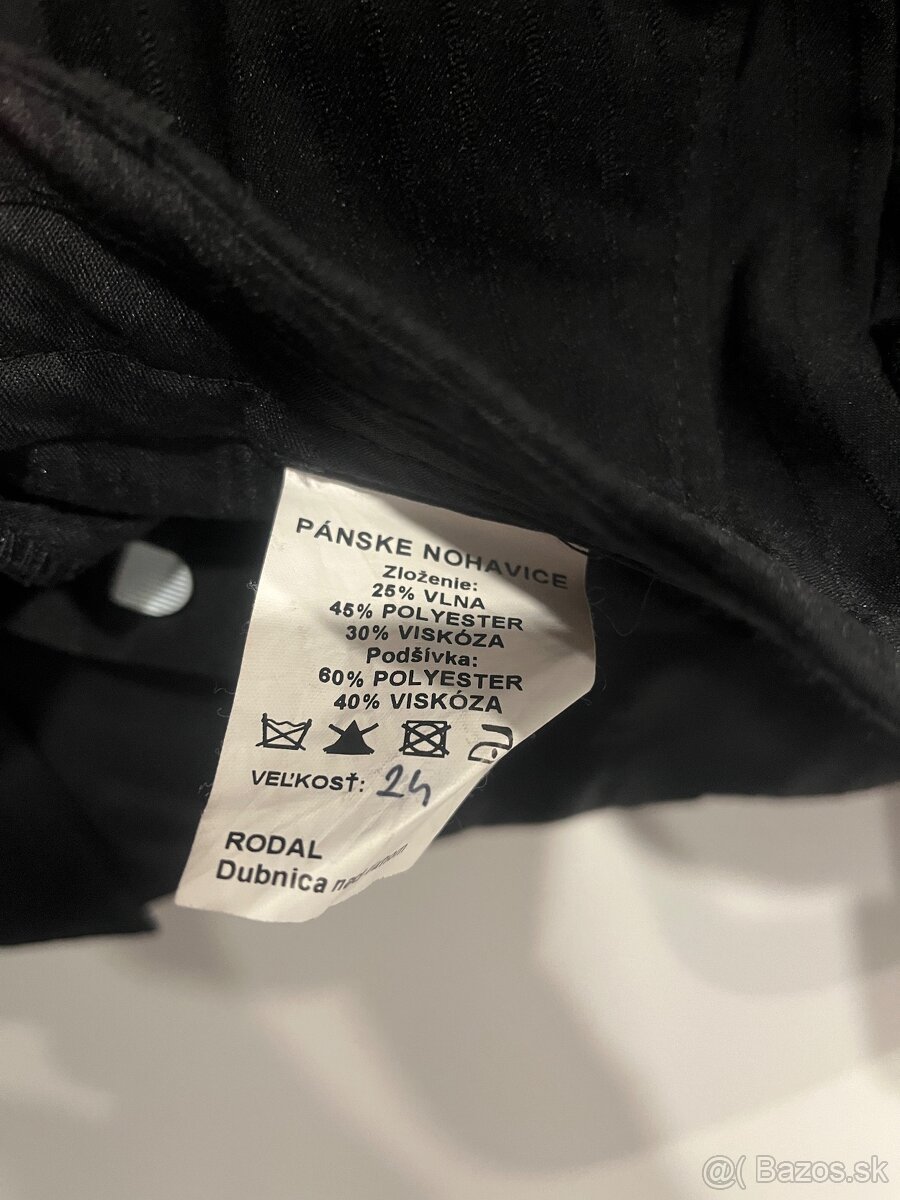 PÁNSKE NOHAVICE
Zloženie:
25% VLNA
45% POLYESTER
30% VISKÓZA
Podšívka:
60% POLYESTER
40% VISKÓZA
VEĽKOSŤ: 24
RODAL
Dubnica nad
@( Bazos.sk